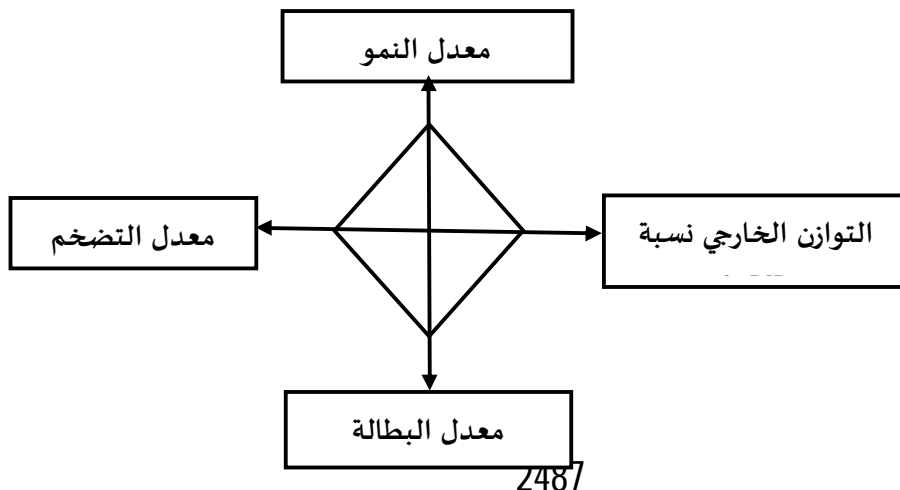 معدل النمو
التوازن الخارجي نسبة
معدل التضخم
معدل البطالة
2487